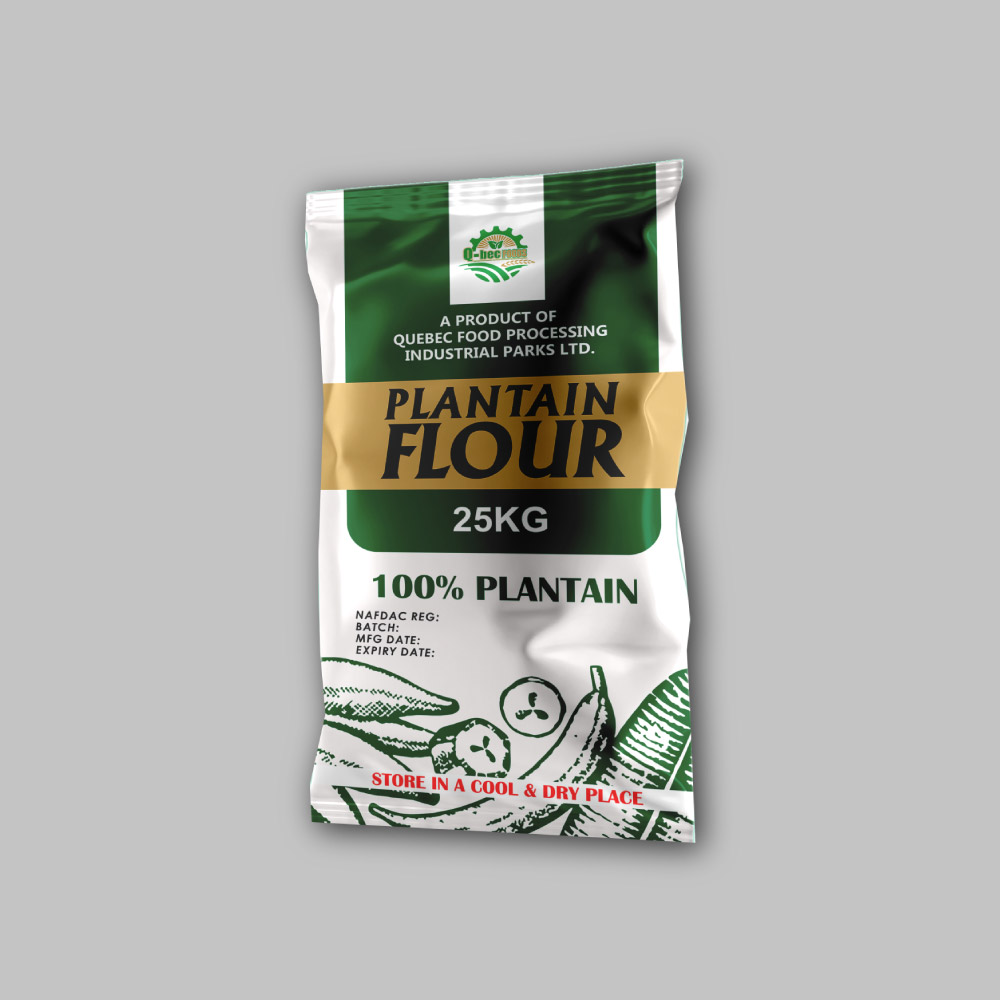 Q-bec
A PRODUCT OF
QUEBEC FOOD PROCESSING
INDUSTRIAL PARKS LTD.
PLANTAIN
FLOUR
25KG
100% PLANTAIN
NAFDAC REG:
BATCH:
MFG DATE:
EXPIRY DATE:
STORE IN A COOL & DRY PLACE